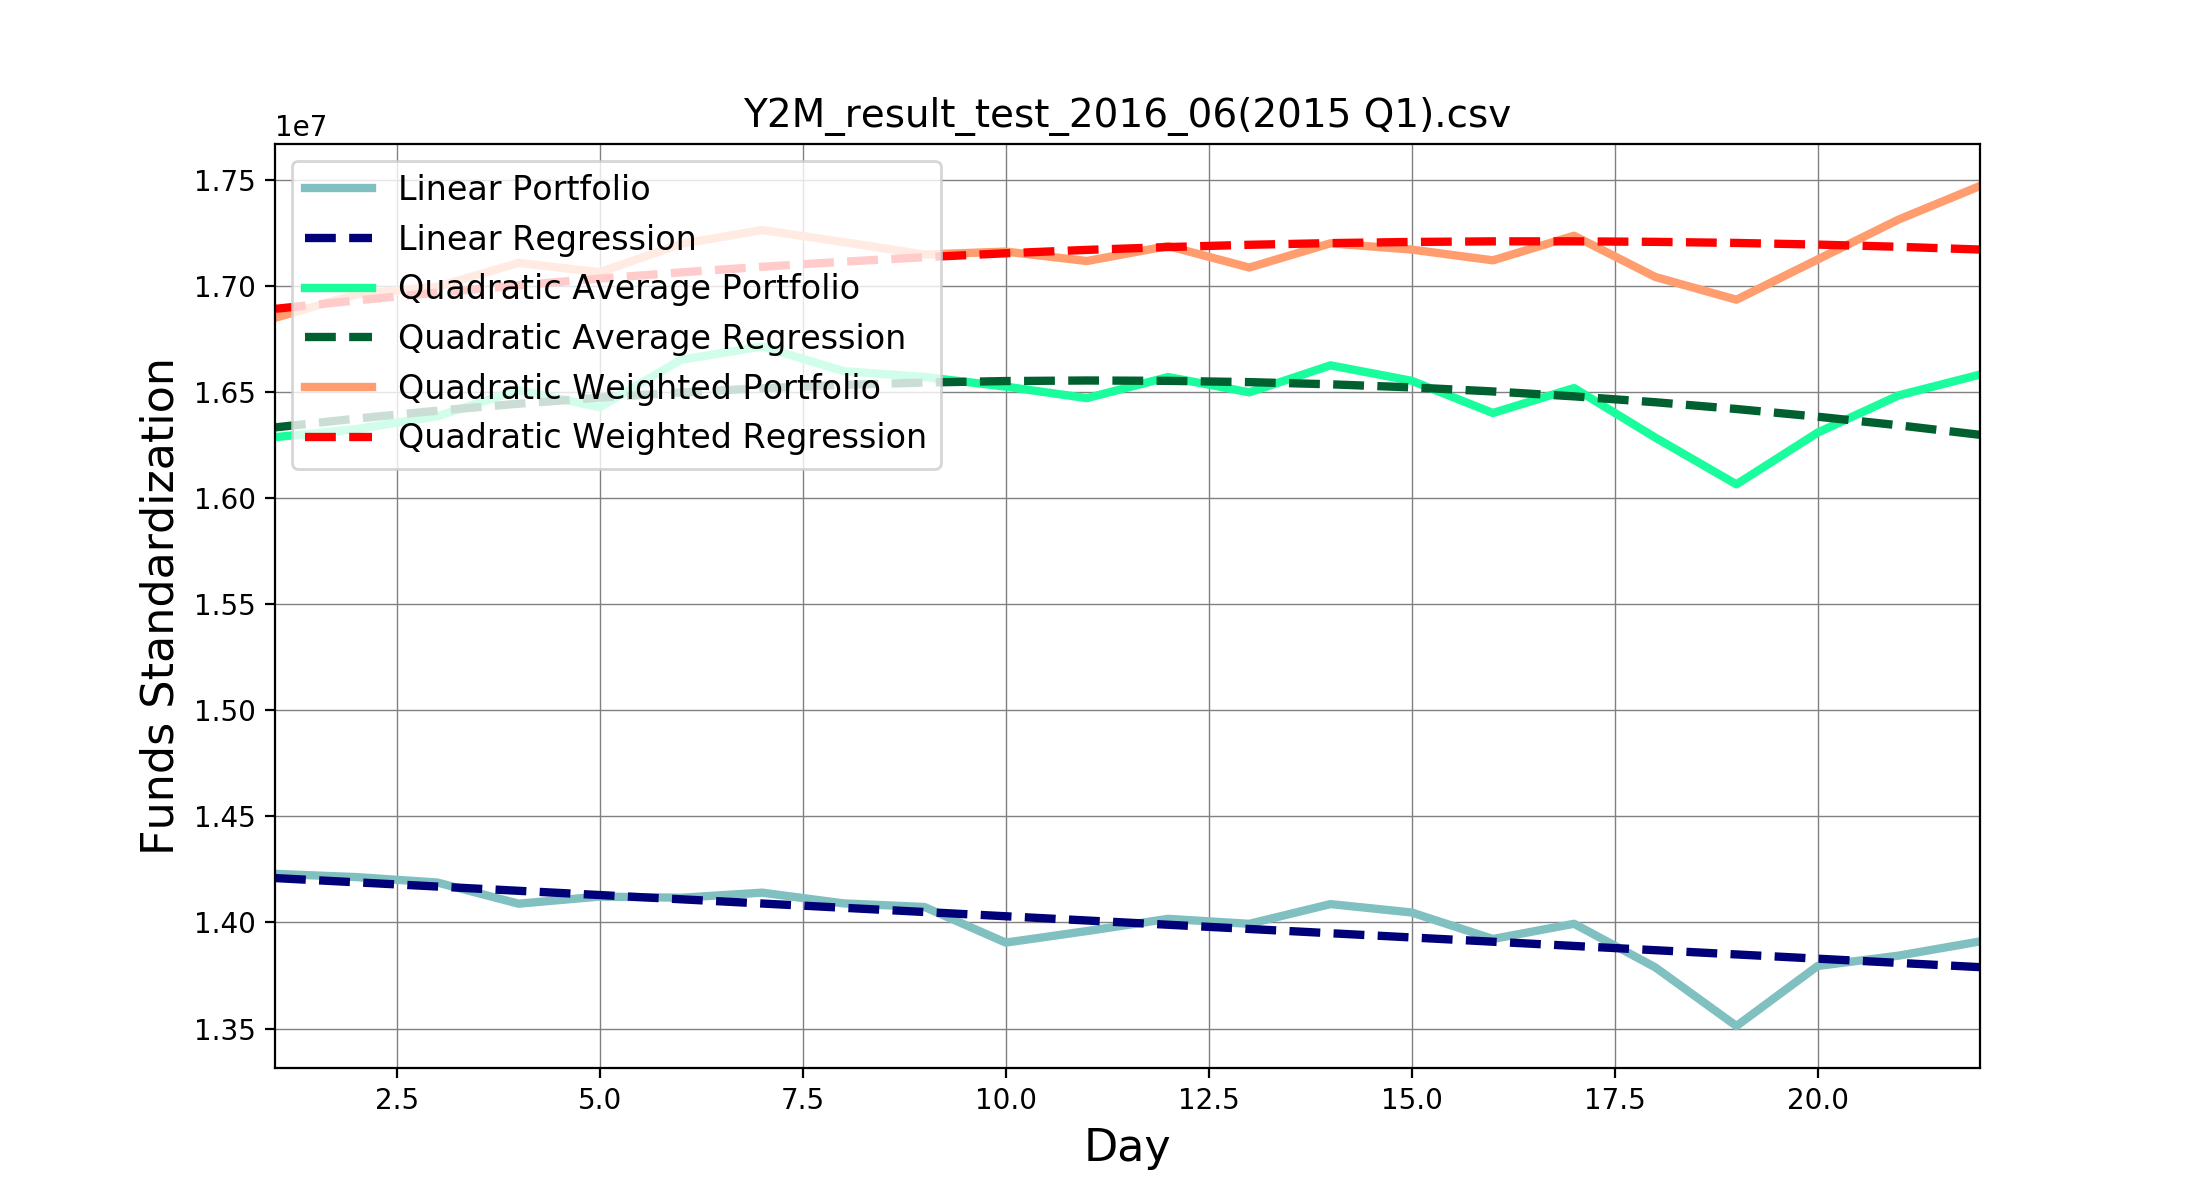 Y2M_result_test_2016_06(2015 Q1).csv
1e7
Linear Portfolio
Linear Regression
Quadratic Average Portfolio
Quadratic Average Regression
Quadratic Weighted Portfolio
Quadratic Weighted Regression
Funds Standardization
1.75
1.70
1.65
1.60
1.55
1.50
1.45
1.40
1.35
2.5 5.0 7.5 10.0 12.5 15.0 17.5 20.0
Day